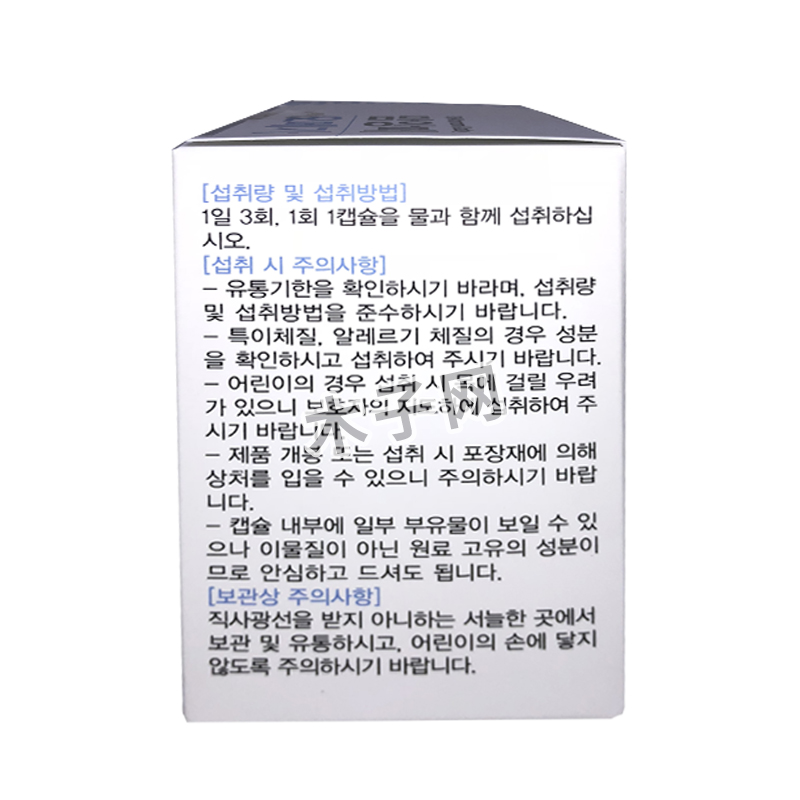 [섭취량 및 섭취방법]
1일 3회, 1회 1캡슐을 물과 함께 섭취하십
시오.
[섭취 시 주의사항]
– 유통기한을 확인하시기 바라며, 섭취량
및 섭취방법을 준수하시기 바랍니다.
– 특이체질, 알레르기 체질의 경우 성분
을 확인하시고 섭취하여 주시기 바랍니다.
– 어린이의 경우 섭취 시 목에 걸릴 우려
가 있으니 보호자의 지도하에 섭취하여 주
시기 바랍니다.
木子网
– 제품 개봉 또는 섭취 시 포장재에 의해
상처를 입을 수 있으니 주의하시기 바랍
니다.
– 캡슐 내부에 일부 부유물이 보일 수 있
으나 이물질이 아닌 원료 고유의 성분이
므로 안심하고 드셔도 됩니다.
[보관상 주의사항]
직사광선을 받지 아니하는 서늘한 곳에서
보관 및 유통하시고, 어린이의 손에 닿지
않도록 주의하시기 바랍니다.